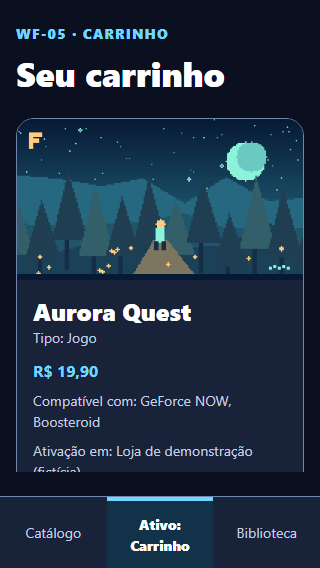 WF-05 · CARRINHO
Seu carrinho
F
Aurora Quest
Tipo: Jogo
R$ 19,90
Compatível com: GeForce NOW,
Boosteroid
Ativação em: Loja de demonstração
(fictícia)
Catálogo
Ativo:
Carrinho
Biblioteca